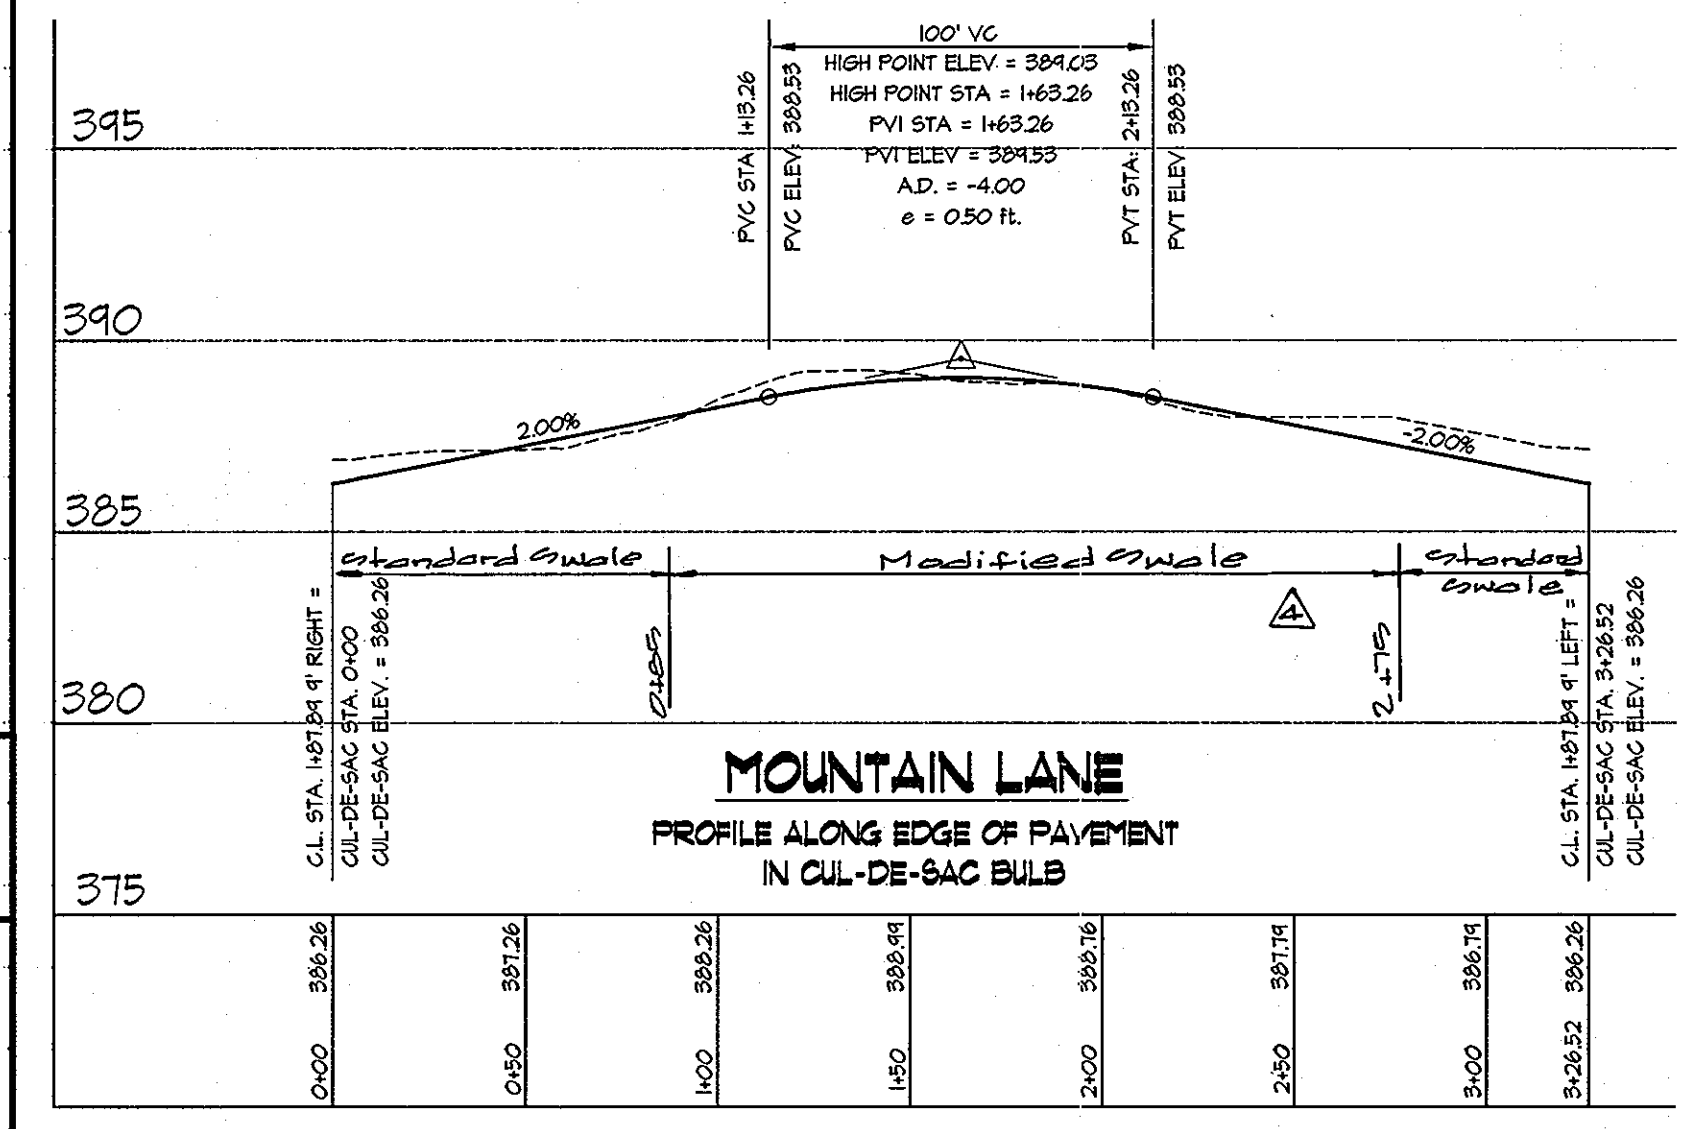 100' VC
HIGH POINT ELEV. = 389.03
HIGH POINT STA = 1+63.26
PVI STA = 1+63.26
PVI ELEV = 389.53
A.D. = -4.00
e = 0.50 ft.
PVC STA: 1+13.26
PVC ELEV: 388.53
PVT STA: 2+13.26
PVT ELEV: 388.53
395
390
385
380
375
2.00%
-2.00%
Standard Swale
Modified Swale
Standard
Swale
4
0+85
2+75
C.L. STA. 1+87.89 9' RIGHT =
CUL-DE-SAC STA. 0+00
CUL-DE-SAC ELEV. = 386.26
C.L. STA. 1+87.89 9' LEFT =
CUL-DE-SAC STA. 3+26.52
CUL-DE-SAC ELEV. = 386.26
MOUNTAIN LANE
PROFILE ALONG EDGE OF PAVEMENT
IN CUL-DE-SAC BULB
0+00 386.26
0+50 387.26
1+00 388.26
1+50 388.99
2+00 388.76
2+50 387.79
3+00 386.79
3+26.52 386.26